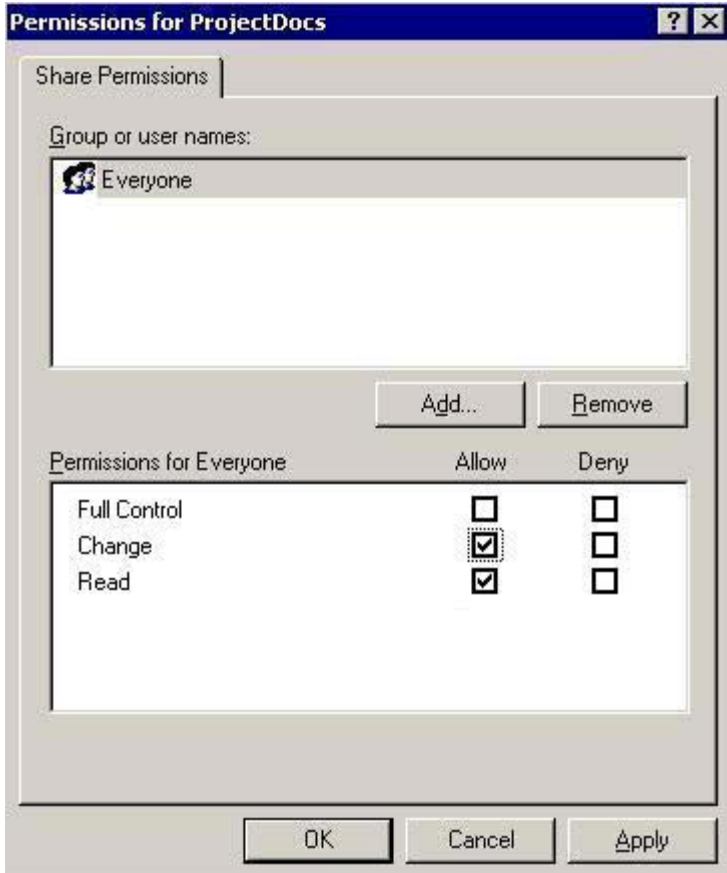 Permissions for ProjectDocs
Share Permissions
Group or user names:
Everyone
Add... Remove
Permissions for Everyone Allow Deny
Full Control
Change
Read
OK Cancel Apply